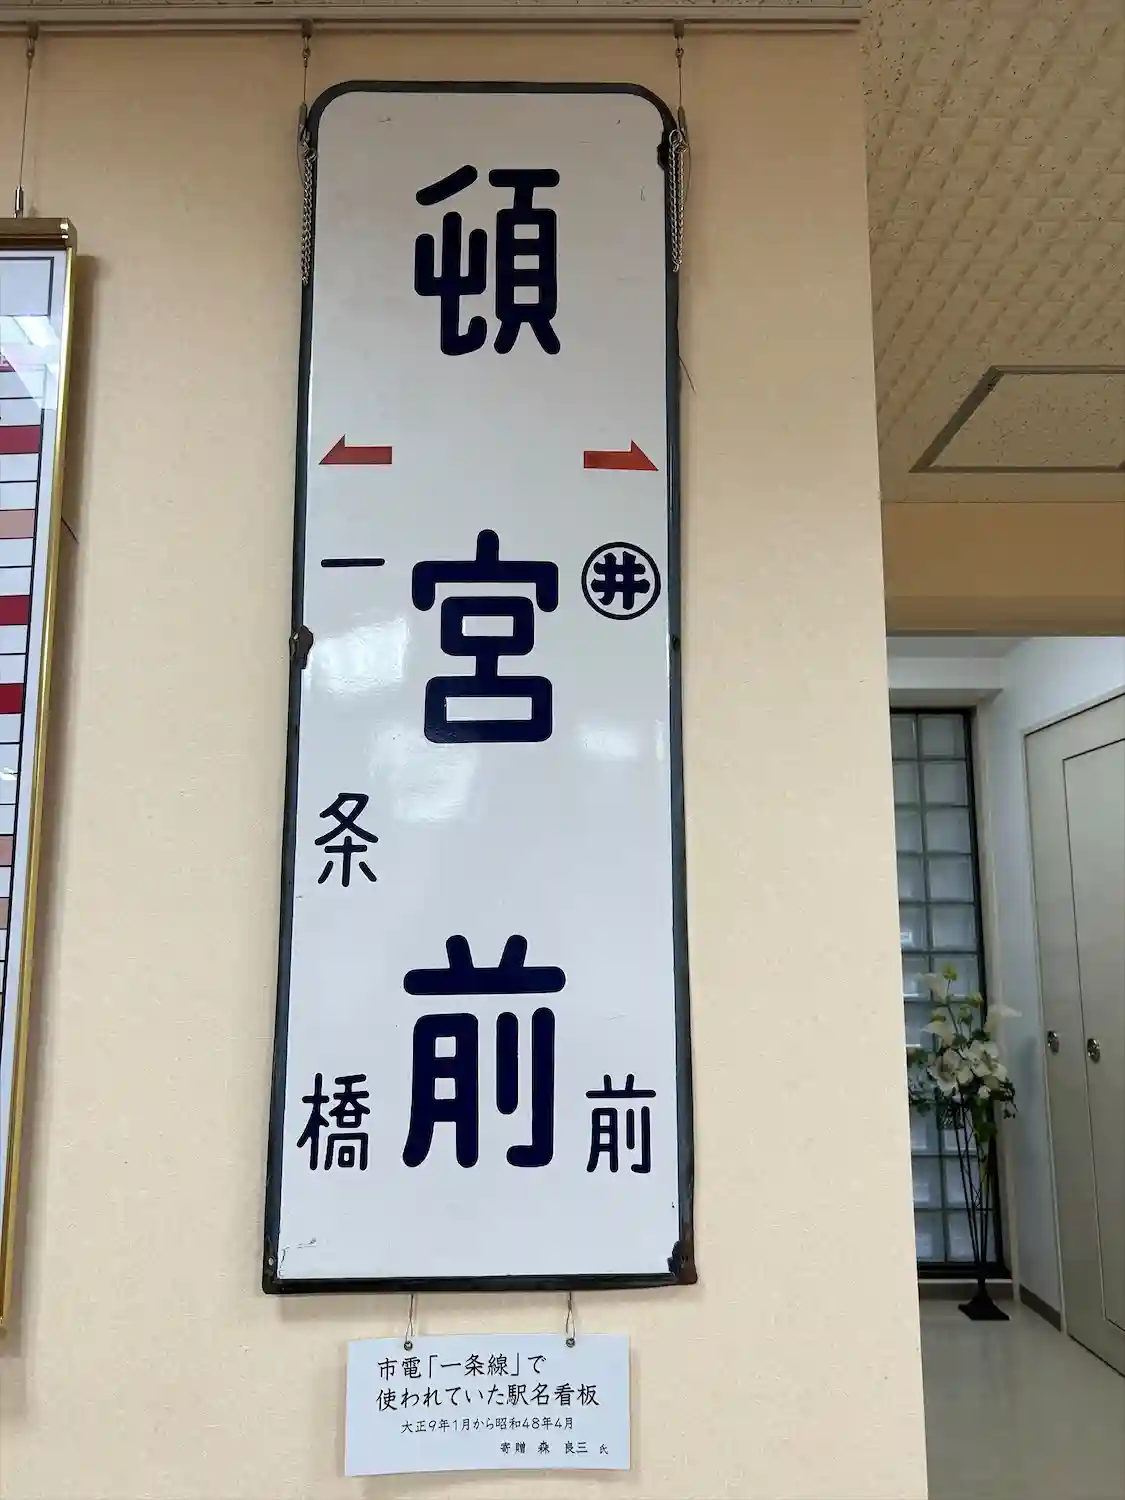 頓宮前
一条橋
㊥井前
市電「一条線」で
使われていた駅名看板
大正9年1月から昭和48年4月
寄贈 森 良三 氏